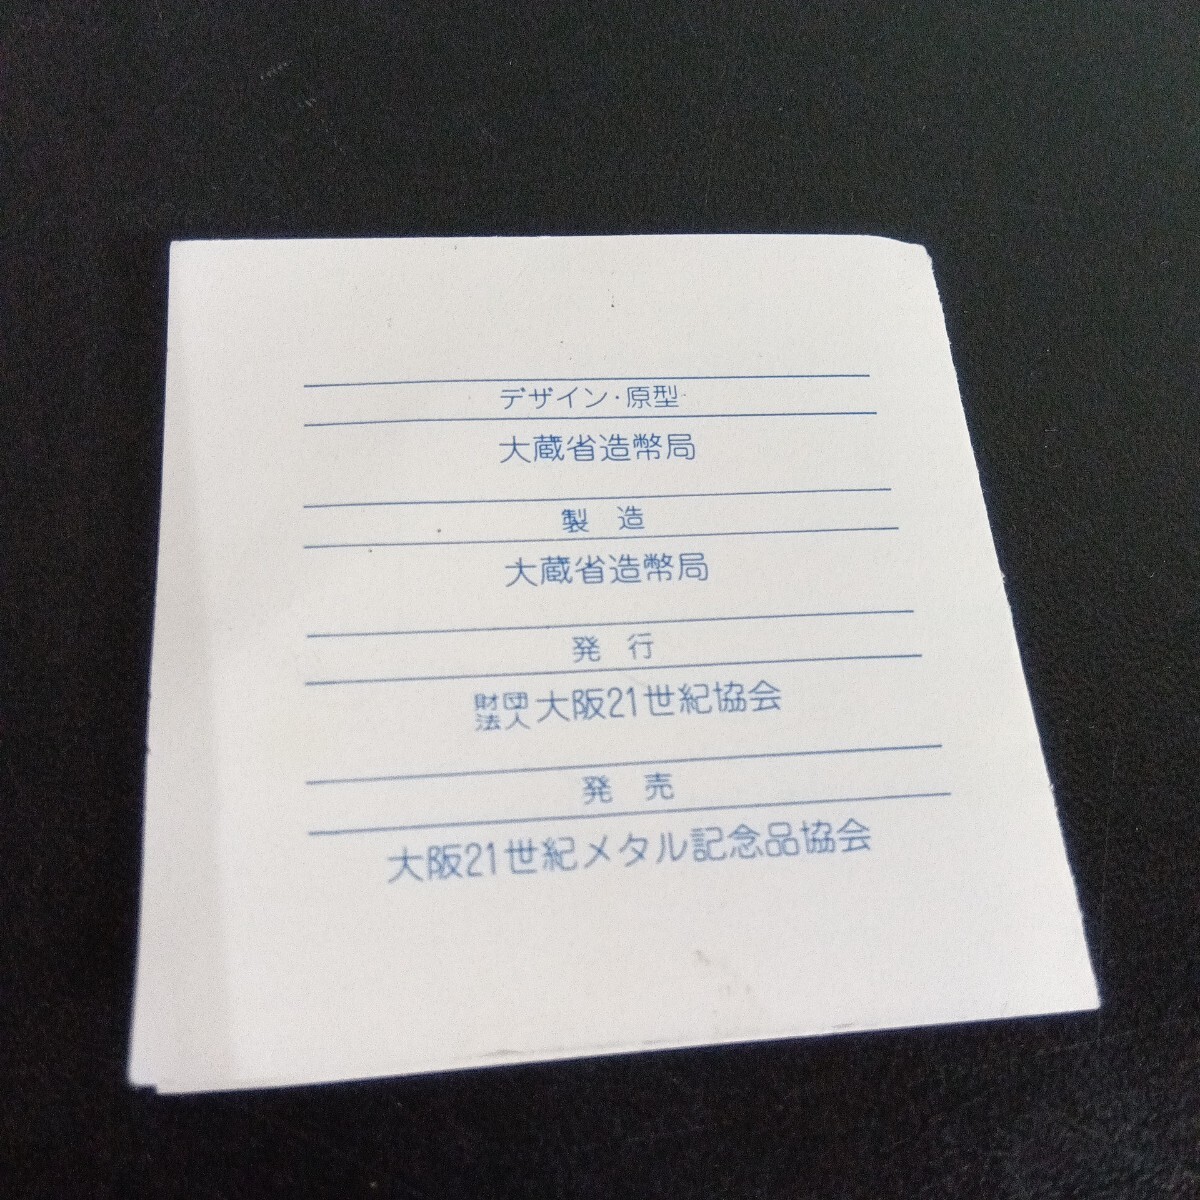 デザイン・原型
大蔵省造幣局
製 造
大蔵省造幣局
発 行
財団法人 大阪21世紀協会
発 売
大阪21世紀メタル記念品協会